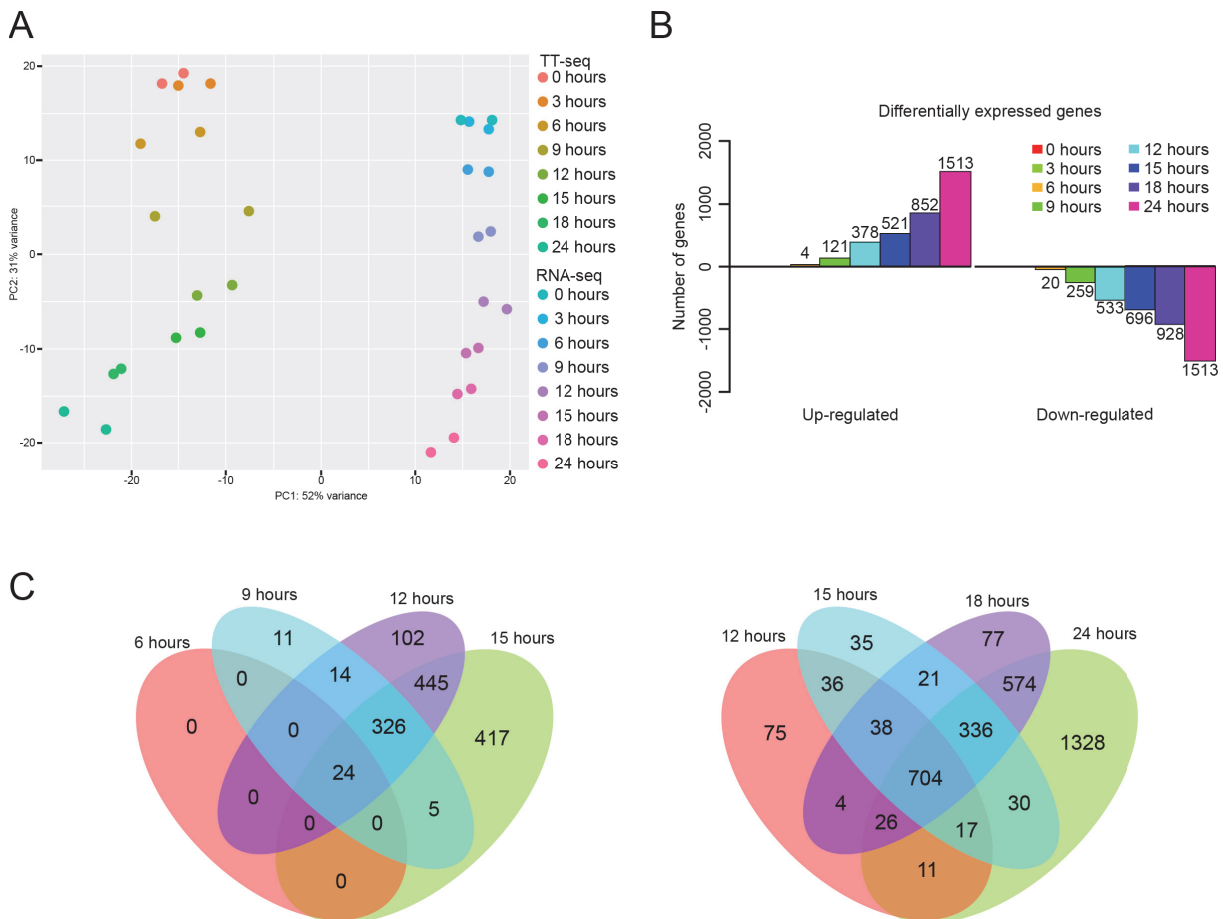 A
20
10
0
-10
-20
PC2: 31% variance
-20
-10
0
10
20
PC1: 52% variance
TT-seq
0 hours
3 hours
6 hours
9 hours
12 hours
15 hours
18 hours
24 hours
RNA-seq
0 hours
3 hours
6 hours
9 hours
12 hours
15 hours
18 hours
24 hours
B
Differentially expressed genes
Number of genes
2000
1000
0
-1000
-2000
0 hours
3 hours
6 hours
9 hours
12 hours
15 hours
18 hours
24 hours
4
121
378
521
852
1513
20
259
533
696
928
1513
Up-regulated
Down-regulated
C
6 hours
9 hours
12 hours
15 hours
11
102
0
14
445
0
0
326
417
24
0
5
0
0
0
12 hours
15 hours
18 hours
24 hours
35
77
36
21
574
75
38
336
1328
704
4
30
26
17
11